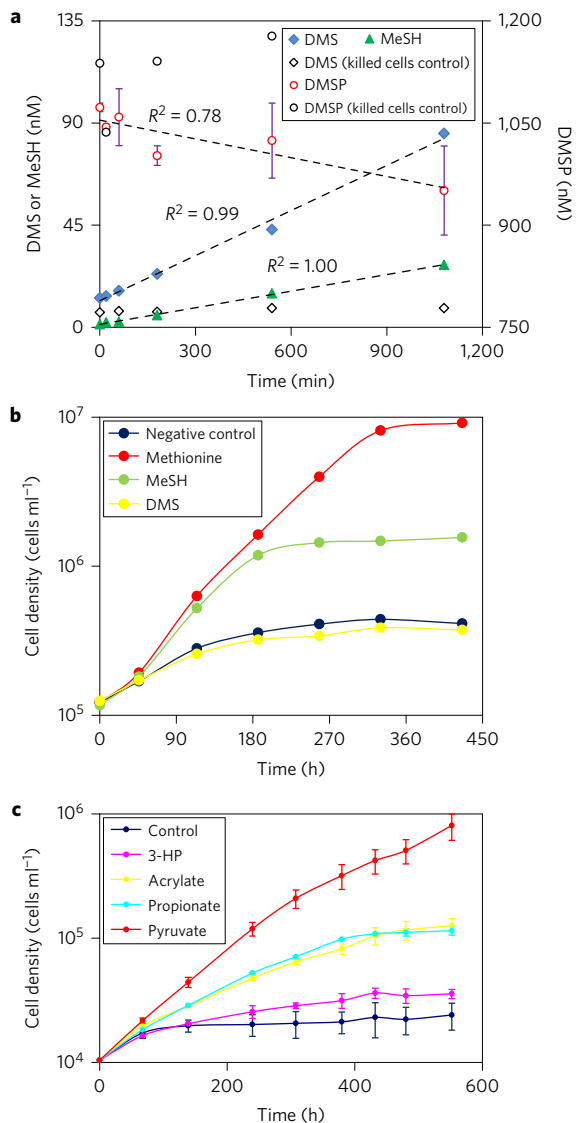 a
135
90
45
0
DMS or MeSH (nM)
1,200
1,050
900
750
DMSP
(nM)
DMS MeSH
DMS (killed cells control)
DMSP
DMSP (killed cells control)
R² = 0.78
R² = 0.99
R² = 1.00
0 300 600 900 1,200
Time (min)
b
10⁷
10⁶
10⁵
Cell density (cells ml⁻¹)
Negative control
Methionine
MeSH
DMS
0 90 180 270 360 450
Time (h)
c
10⁶
10⁵
10⁴
Cell density (cells ml⁻¹)
Control
3-HP
Acrylate
Propionate
Pyruvate
0 200 400 600
Time (h)